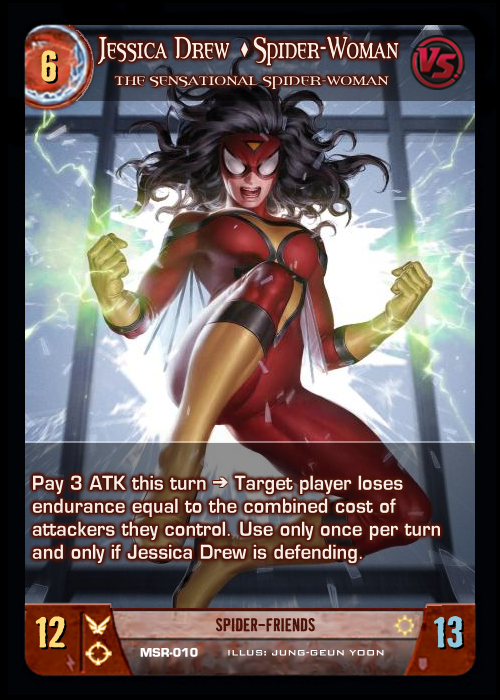 6
JESSICA DREW ♦ SPIDER-WOMAN
VS.
THE SENSATIONAL SPIDER-WOMAN
Pay 3 ATK this turn → Target player loses
endurance equal to the combined cost of
attackers they control. Use only once per turn
and only if Jessica Drew is defending.
12
SPIDER-FRIENDS
13
MSR-010 ILLUS: JUNG-GEUN YOON